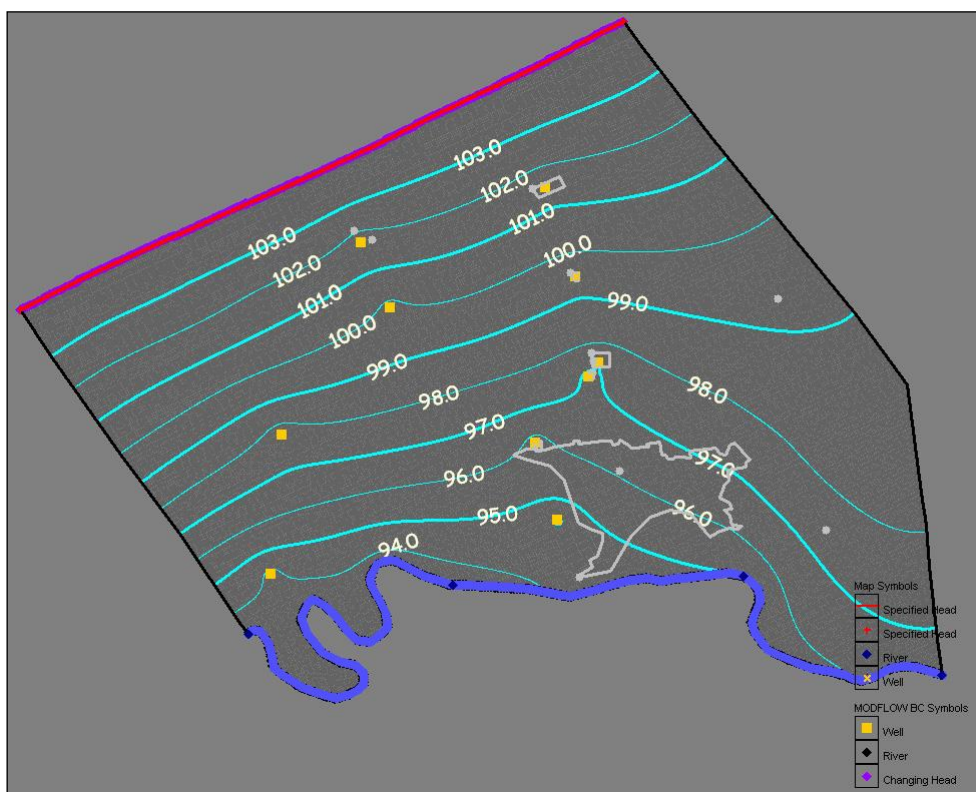 103.0
102.0
103.0
101.0
102.0
100.0
101.0
99.0
100.0
99.0
98.0
98.0
97.0
97.0
96.0
96.0
95.0
94.0
Map Symbols
Specified Head
Specified Head
River
Well
MODFLOW BC Symbols
Well
River
Changing Head